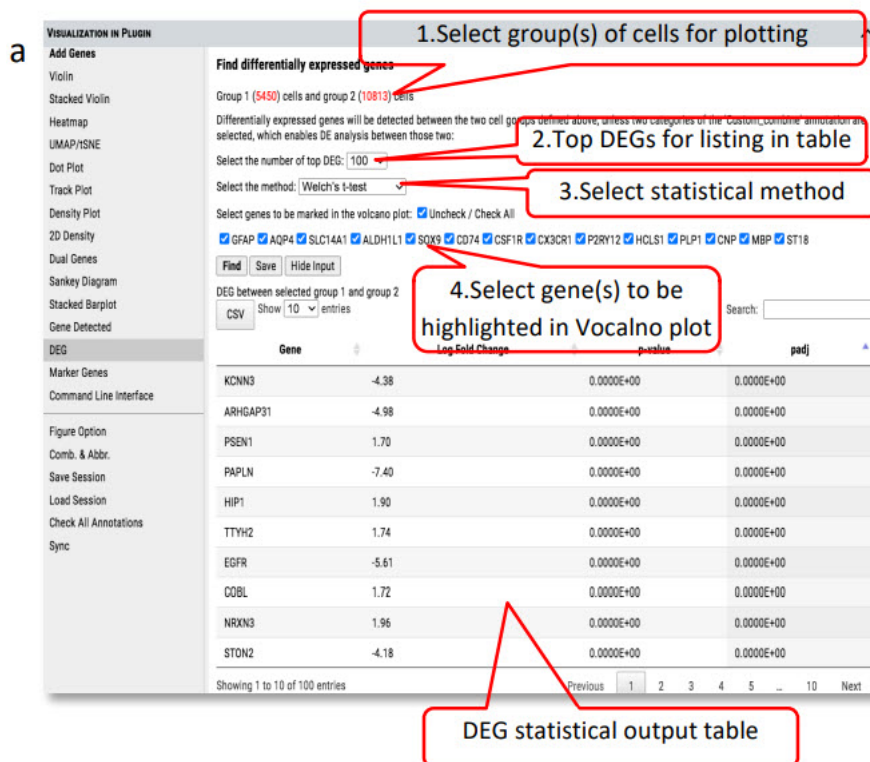 a
VISUALIZATION IN PLUGIN
1.Select group(s) of cells for plotting
Add Genes
Violin
Stacked Violin
Heatmap
UMAP/tSNE
Dot Plot
Track Plot
Density Plot
2D Density
Dual Genes
Sankey Diagram
Stacked Barplot
Gene Detected
DEG
Marker Genes
Command Line Interface
Figure Option
Comb. & Abbr.
Save Session
Load Session
Check All Annotations
Sync
Find differentially expressed genes
Group 1 (5450) cells and group 2 (10813) cells
Differentially expressed genes will be detected between the two cell goups defined above, unless two categories of the 'Custom_combine' annotation are
selected, which enables DE analysis between those two:
2.Top DEGs for listing in table
Select the number of top DEG: 100
Select the method: Welch's t-test
3.Select statistical method
Select genes to be marked in the volcano plot: Uncheck / Check All
GFAP AQP4 SLC14A1 ALDH1L1 SOX9 CD74 CSF1R CX3CR1 P2RY12 HCLS1 PLP1 CNP MBP ST18
Find Save Hide Input
4.Select gene(s) to be
highlighted in Vocalno plot
DEG between selected group 1 and group 2
CSV Show 10 entries
Search:
Gene Log Fold Change p-value padj
KCNN3 -4.38 0.0000E+00 0.0000E+00
ARHGAP31 -4.98 0.0000E+00 0.0000E+00
PSEN1 1.70 0.0000E+00 0.0000E+00
PAPLN -7.40 0.0000E+00 0.0000E+00
HIP1 1.90 0.0000E+00 0.0000E+00
TTYH2 1.74 0.0000E+00 0.0000E+00
EGFR -5.61 0.0000E+00 0.0000E+00
COBL 1.72 0.0000E+00 0.0000E+00
NRXN3 1.96 0.0000E+00 0.0000E+00
STON2 -4.18 0.0000E+00 0.0000E+00
Showing 1 to 10 of 100 entries
Previous 1 2 3 4 5 … 10 Next
DEG statistical output table